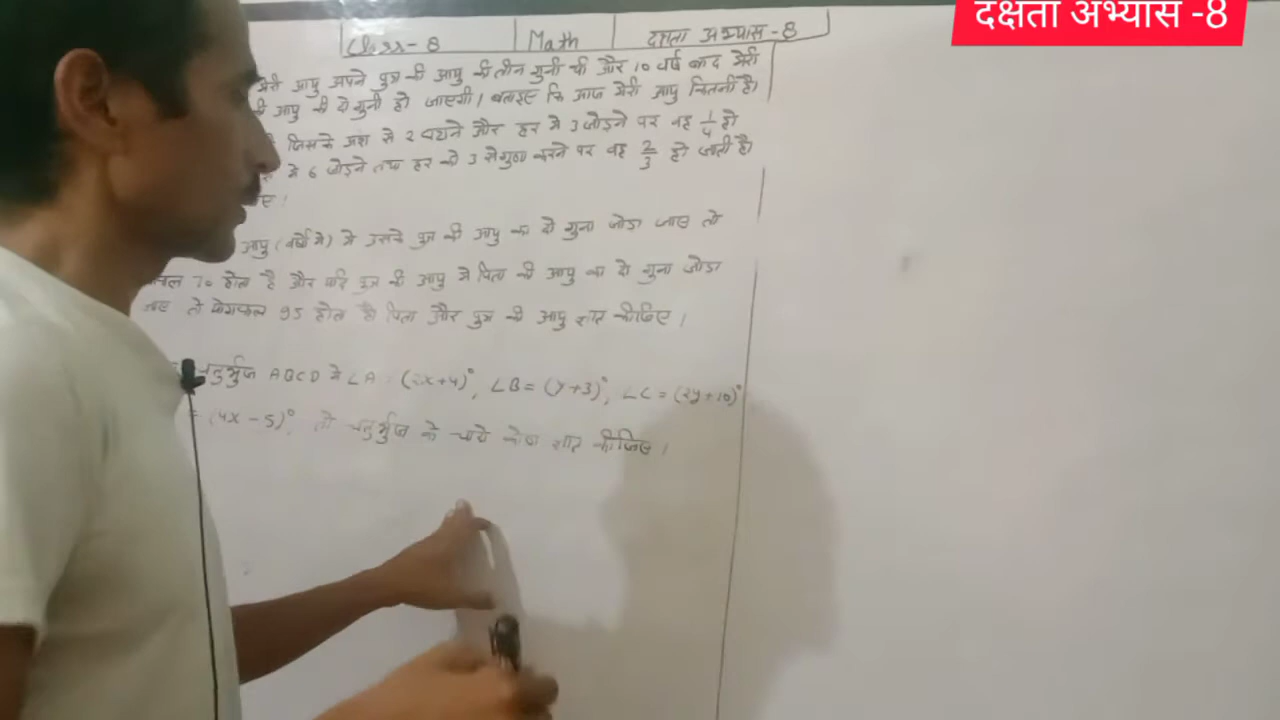 दक्षता अभ्यास -8
Class - 8 Math दक्षता अभ्यास - 8
मेरी आयु अपने पुत्र की आयु की तीन गुनी थी और 10 वर्ष बाद मेरी
की आयु की दो गुनी हो जाएगी। बताइए कि आज मेरी आयु कितनी है।
जिसके अंश से 2 घटाने और हर में 3 जोड़ने पर वह 1/4 हो
में 6 जोड़ने तथा हर को 3 से गुणा करने पर वह 2/3 हो जाती है।
आयु (वर्षो में) में उसके पुत्र की आयु का दो गुना जोड़ा जाए तो
70 होता है और यदि पुत्र की आयु में पिता की आयु का दो गुना जोड़ा
तो योगफल 95 होता है। पिता और पुत्र की आयु ज्ञात कीजिए।
चतुर्भुज ABCD में ∠A = (2x+4)°, ∠B = (y+3)°, ∠C = (2y+10)°
= (4x - 5)°, तो चतुर्भुज के चारो कोण ज्ञात कीजिए।